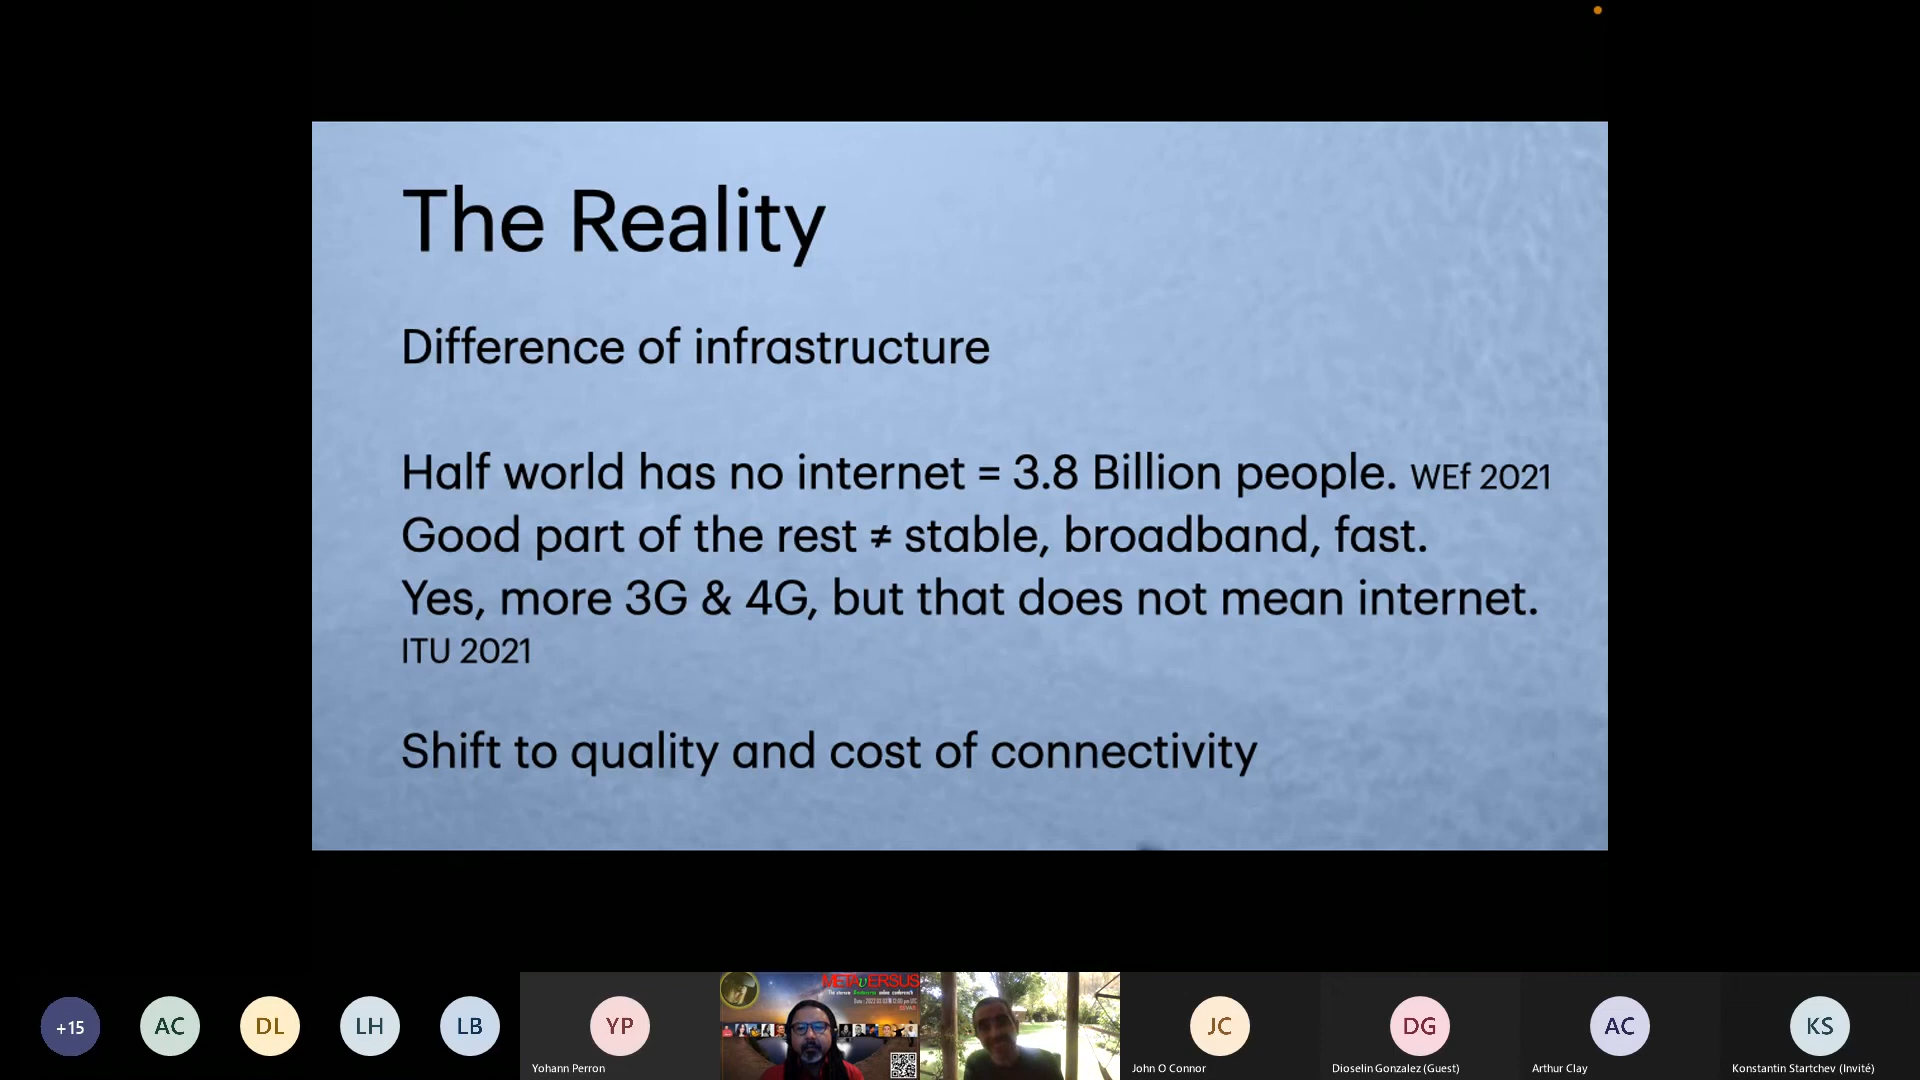 The Reality
Difference of infrastructure
Half world has no internet = 3.8 Billion people. WEf 2021
Good part of the rest ≠ stable, broadband, fast.
Yes, more 3G & 4G, but that does not mean internet.
ITU 2021
Shift to quality and cost of connectivity
METAvERSUS
+15
AC
DL
LH
LB
YP
JC
DG
AC
KS
Yohann Perron
John O Connor
Dioselin Gonzalez (Guest)
Arthur Clay
Konstantin Startchev (Invité)